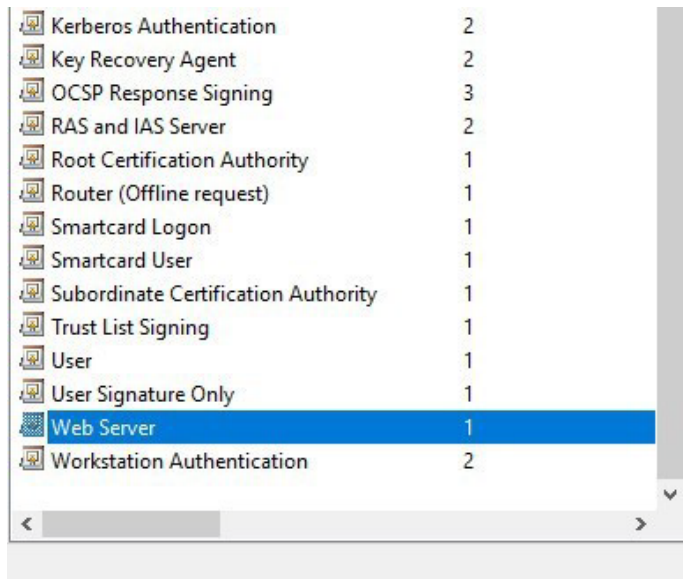 Kerberos Authentication 2
Key Recovery Agent 2
OCSP Response Signing 3
RAS and IAS Server 2
Root Certification Authority 1
Router (Offline request) 1
Smartcard Logon 1
Smartcard User 1
Subordinate Certification Authority 1
Trust List Signing 1
User 1
User Signature Only 1
Web Server 1
Workstation Authentication 2